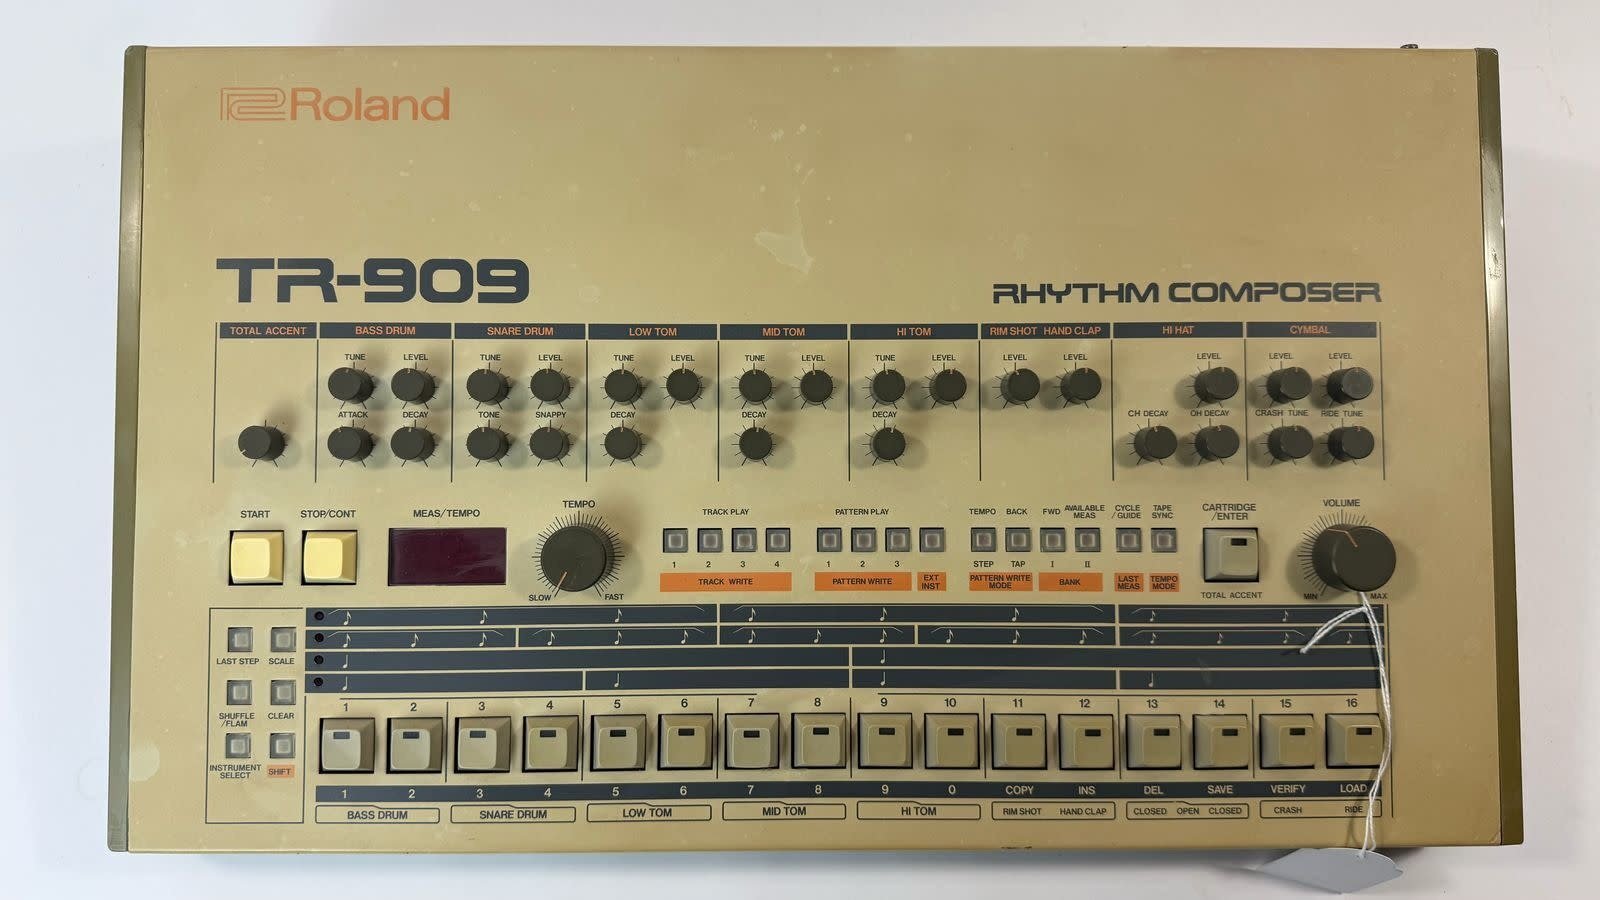 Roland
TR-909
RHYTHM COMPOSER
TOTAL ACCENT BASS DRUM SNARE DRUM LOW TOM MID TOM HI TOM RIM SHOT HAND CLAP HI HAT CYMBAL
TUNE LEVEL TUNE LEVEL TUNE LEVEL TUNE LEVEL TUNE LEVEL LEVEL LEVEL LEVEL LEVEL LEVEL
ATTACK DECAY TONE SNAPPY DECAY DECAY DECAY CH DECAY OH DECAY CRASH TUNE RIDE TUNE
START STOP/CONT MEAS/TEMPO TEMPO TRACK PLAY PATTERN PLAY TEMPO BACK FWD AVAILABLE MEAS CYCLE /GUIDE TAPE SYNC CARTRIDGE /ENTER VOLUME
1 2 3 4 1 2 3 STEP TAP I II
TRACK WRITE PATTERN WRITE EXT INST PATTERN WRITE MODE BANK LAST MEAS TEMPO MODE
SLOW FAST TOTAL ACCENT MIN MAX
LAST STEP SCALE
SHUFFLE /FLAM CLEAR
INSTRUMENT SELECT SHIFT
1 2 3 4 5 6 7 8 9 10 11 12 13 14 15 16
1 2 3 4 5 6 7 8 9 0 COPY INS DEL SAVE VERIFY LOAD
BASS DRUM SNARE DRUM LOW TOM MID TOM HI TOM RIM SHOT HAND CLAP CLOSED OPEN CLOSED CRASH RIDE